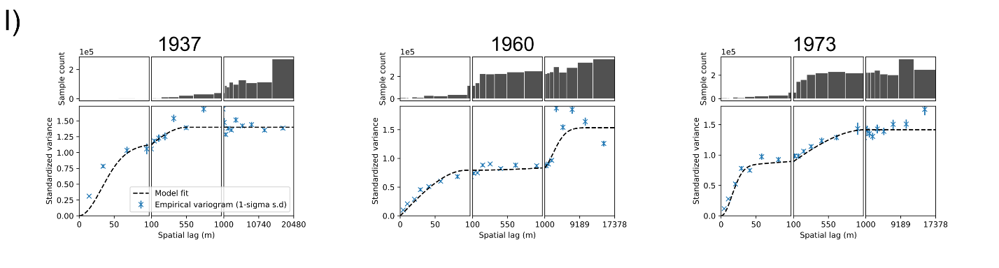 l)
1937
1e5
Sample count
2
0
Standardized variance
1.50
1.25
1.00
0.75
0.50
0.25
0.00
Model fit
Empirical variogram (1-sigma s.d)
0 50 100 550 1000 10740 20480
Spatial lag (m)
1960
1e5
Sample count
2
0
Standardized variance
1.5
1.0
0.5
0.0
0 50 100 550 1000 9189 17378
Spatial lag (m)
1973
1e5
Sample count
2
0
Standardized variance
1.5
1.0
0.5
0.0
0 50 100 550 1000 9189 17378
Spatial lag (m)